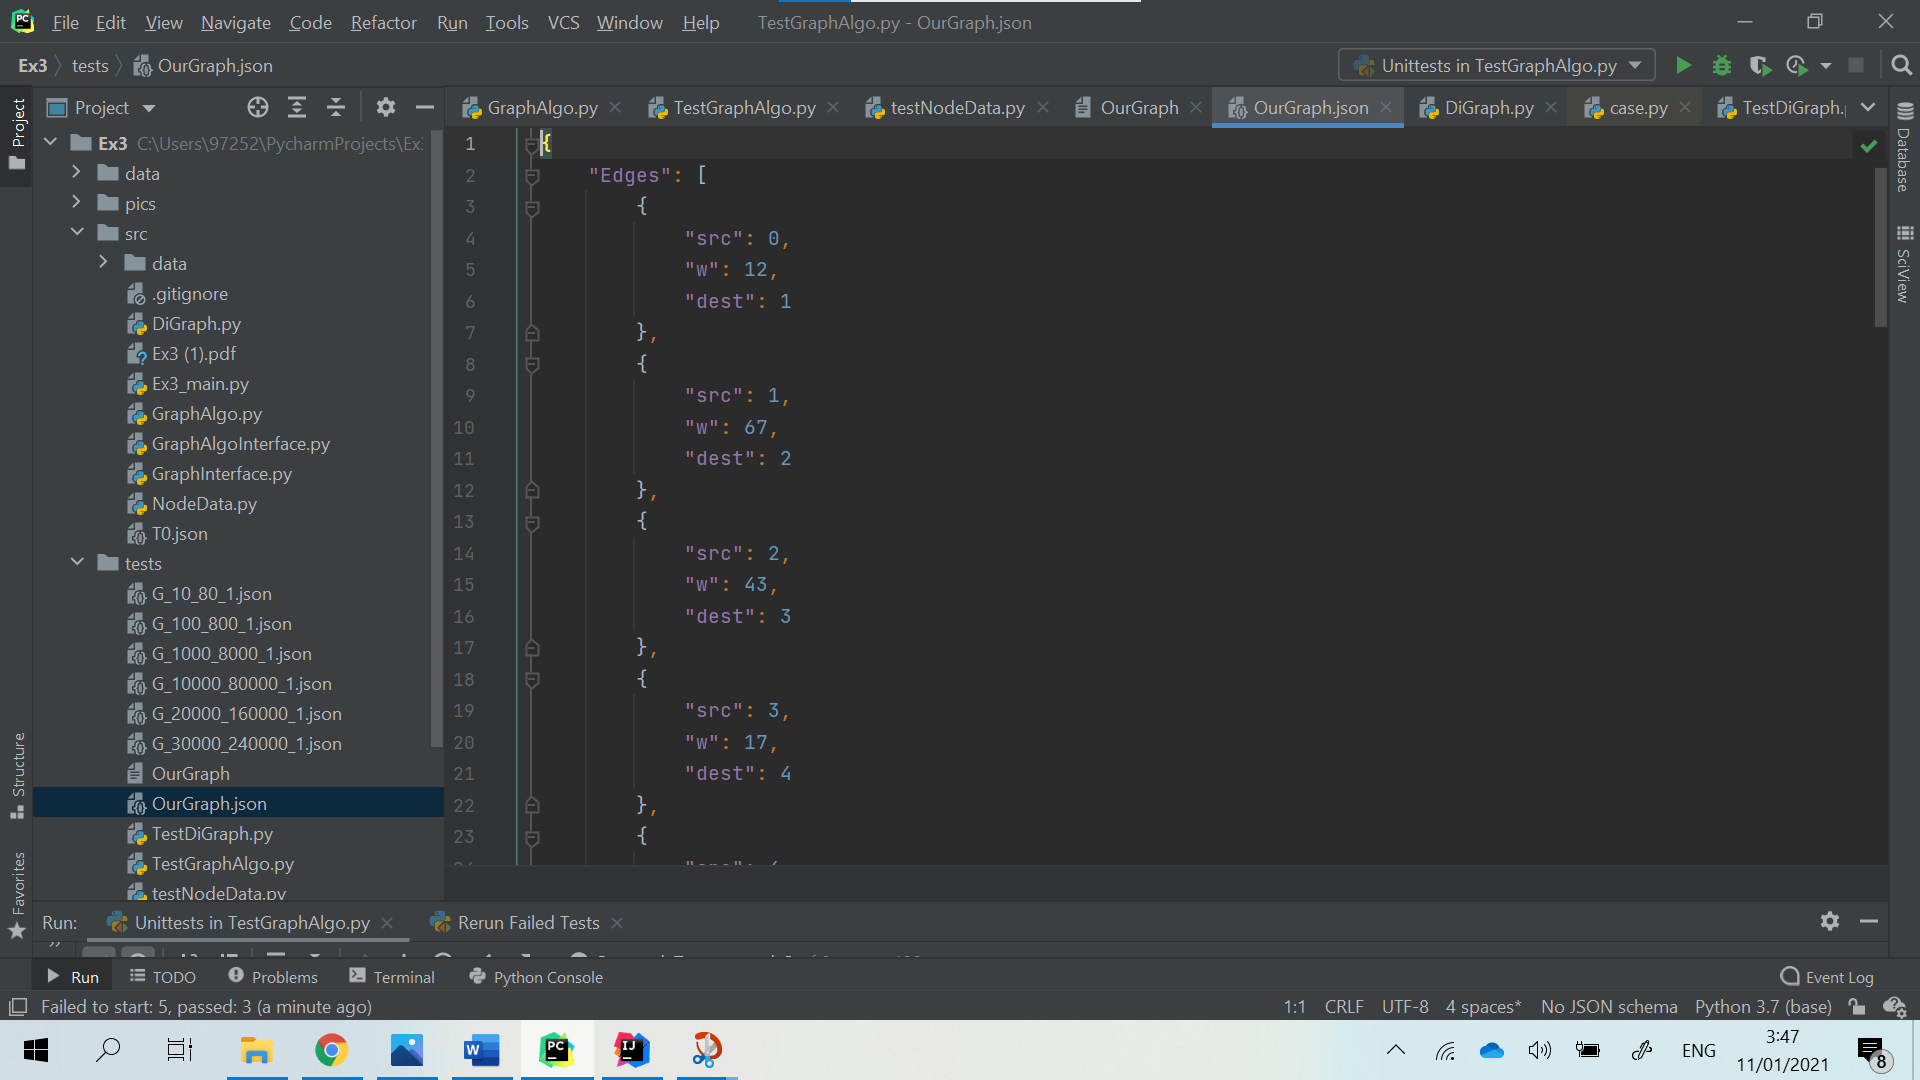 File Edit View Navigate Code Refactor Run Tools VCS Window Help TestGraphAlgo.py - OurGraph.json
Ex3 tests OurGraph.json Unittests in TestGraphAlgo.py
Project GraphAlgo.py TestGraphAlgo.py testNodeData.py OurGraph OurGraph.json DiGraph.py case.py TestDiGraph.
Project
Structure
Favorites
Ex3 C:\Users\97252\PycharmProjects\Ex
data
pics
src
data
.gitignore
DiGraph.py
Ex3 (1).pdf
Ex3_main.py
GraphAlgo.py
GraphAlgoInterface.py
GraphInterface.py
NodeData.py
T0.json
tests
G_10_80_1.json
G_100_800_1.json
G_1000_8000_1.json
G_10000_80000_1.json
G_20000_160000_1.json
G_30000_240000_1.json
OurGraph
OurGraph.json
TestDiGraph.py
TestGraphAlgo.py
testNodeData.py
1 {
2 "Edges": [
3 {
4 "src": 0,
5 "w": 12,
6 "dest": 1
7 },
8 {
9 "src": 1,
10 "w": 67,
11 "dest": 2
12 },
13 {
14 "src": 2,
15 "w": 43,
16 "dest": 3
17 },
18 {
19 "src": 3,
20 "w": 17,
21 "dest": 4
22 },
23 {
Database
SciView
Run: Unittests in TestGraphAlgo.py Rerun Failed Tests
Run TODO Problems Terminal Python Console Event Log
Failed to start: 5, passed: 3 (a minute ago) 1:1 CRLF UTF-8 4 spaces* No JSON schema Python 3.7 (base)
ENG 3:47
11/01/2021 8